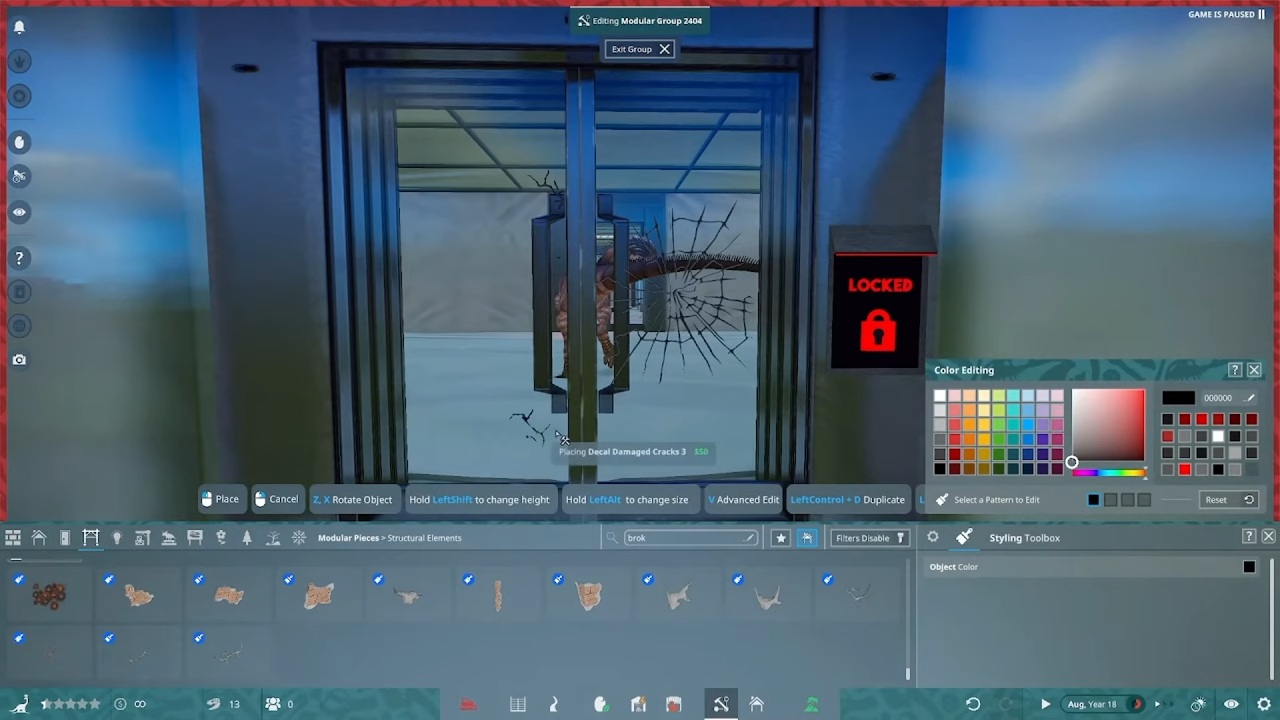 Editing Modular Group 2404
GAME IS PAUSED
Exit Group
LOCKED
Color Editing
?
000000
Placing Decal Damaged Cracks 3 $50
Place
Cancel
Z, X Rotate Object
Hold LeftShift to change height
Hold LeftAlt to change size
V Advanced Edit
LeftControl + D Duplicate
L
Select a Pattern to Edit
Reset
Modular Pieces > Structural Elements
brok
Filters Disable
Styling Toolbox
?
Object Color
?
13
0
Aug, Year 18